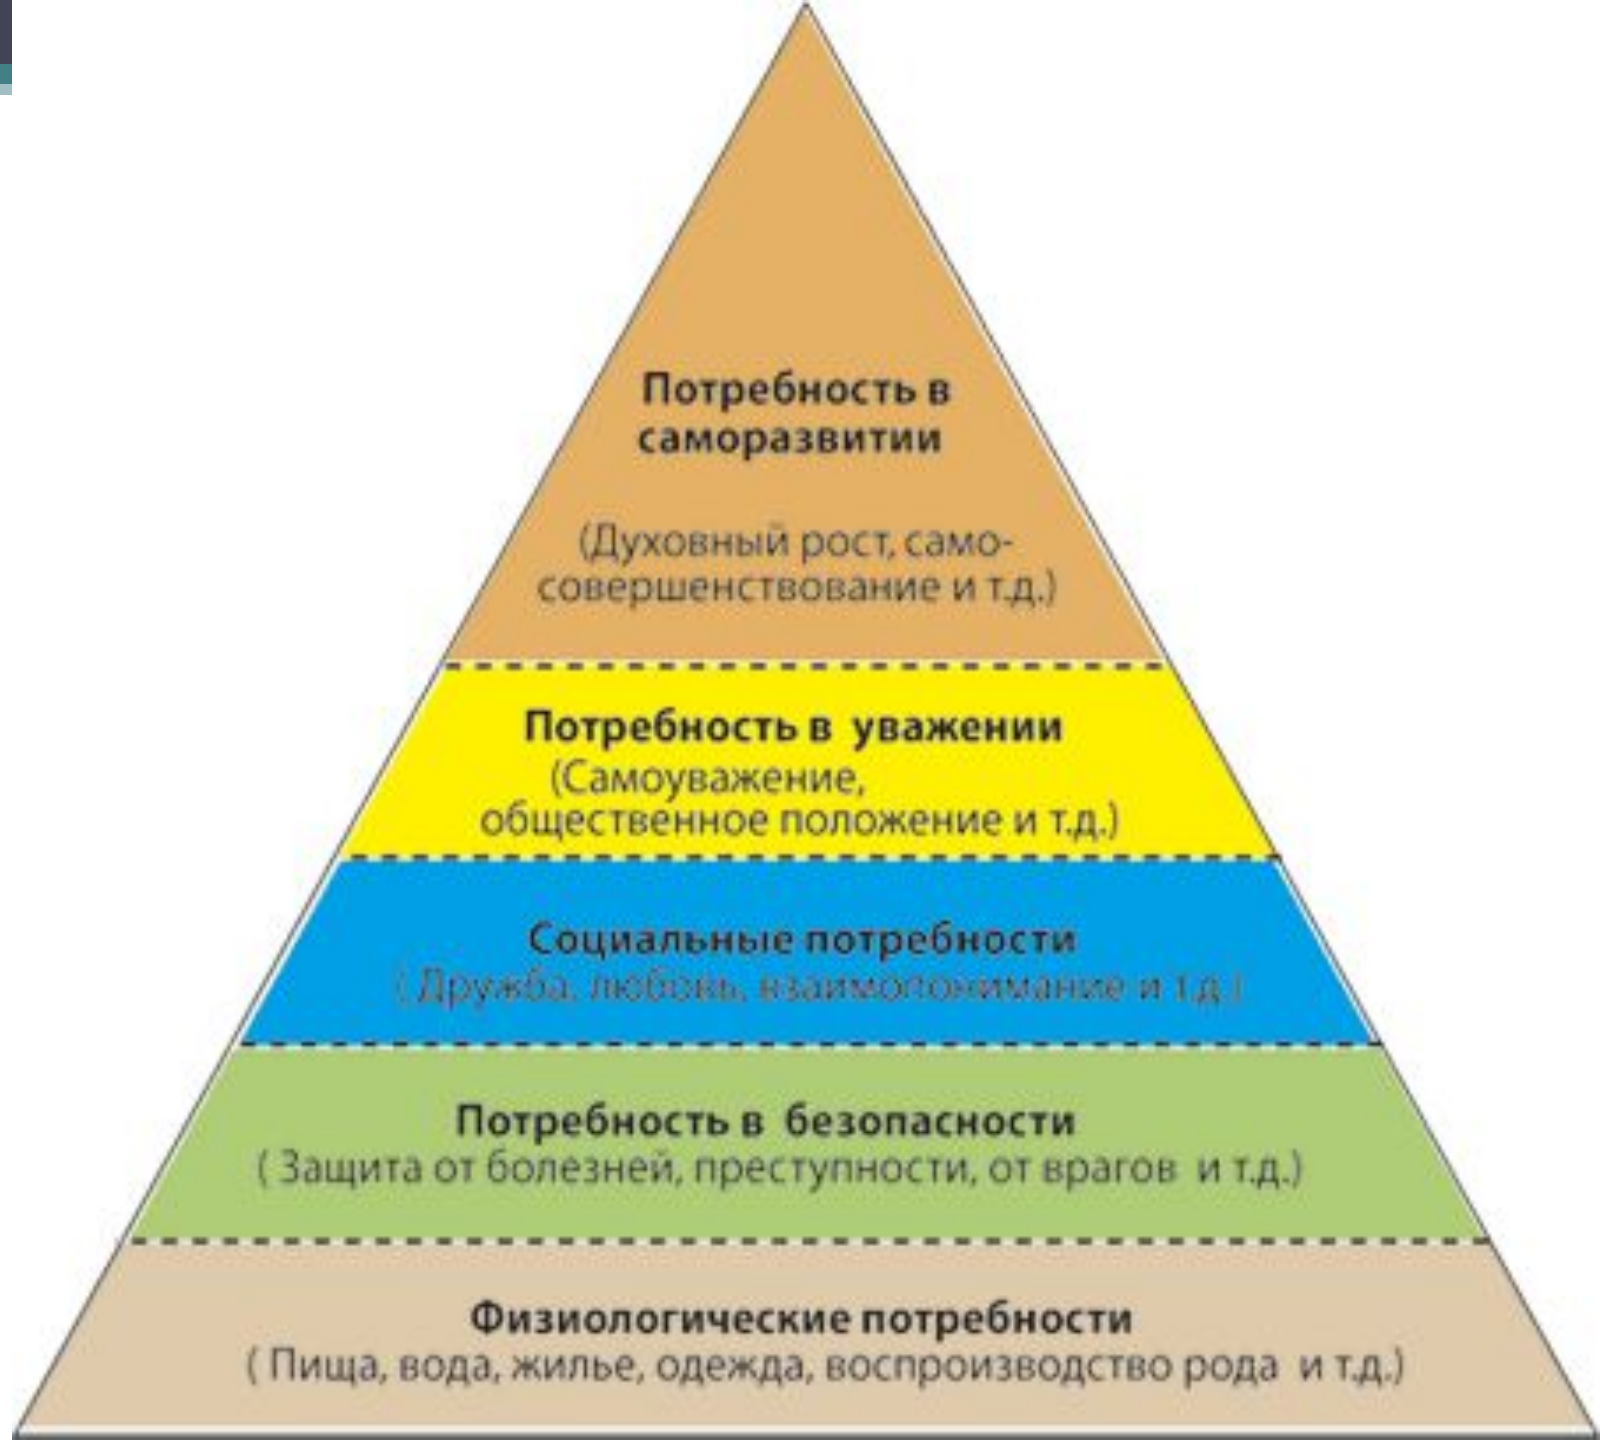 Потребность в
саморазвитии
(Духовный рост, само-
совершенствование и т.д.)
Потребность в уважении
(Самоуважение,
общественное положение и т.д.)
Социальные потребности
( Дружба, любовь, взаимопонимание и т.д.)
Потребность в безопасности
( Защита от болезней, преступности, от врагов и т.д.)
Физиологические потребности
( Пища, вода, жилье, одежда, воспроизводство рода и т.д.)